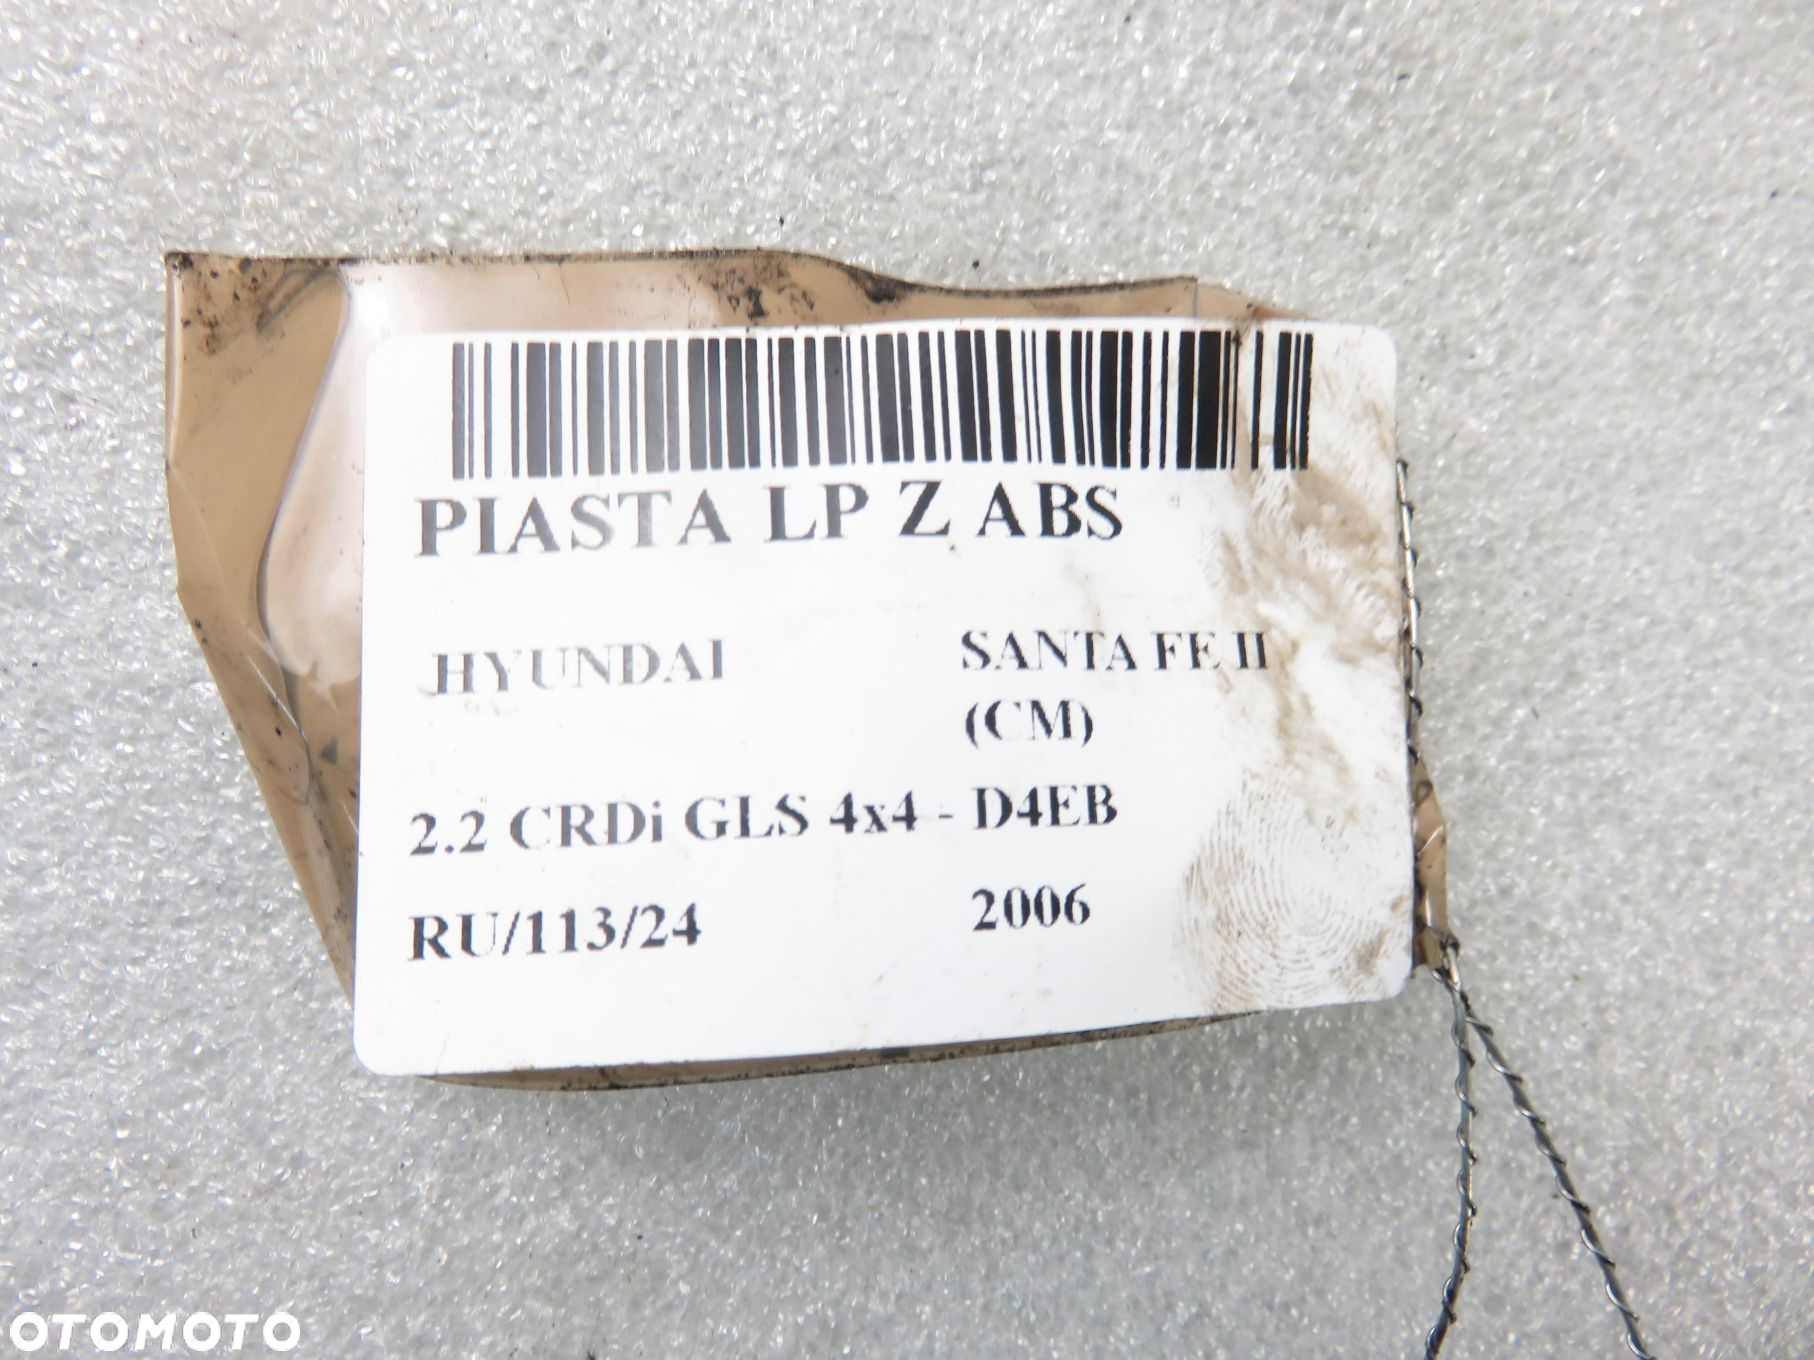 PIASTA LP Z ABS
HYUNDAI SANTA FE II
(CM)
2.2 CRDi GLS 4x4 - D4EB
RU/113/24 2006
OTOMOTO